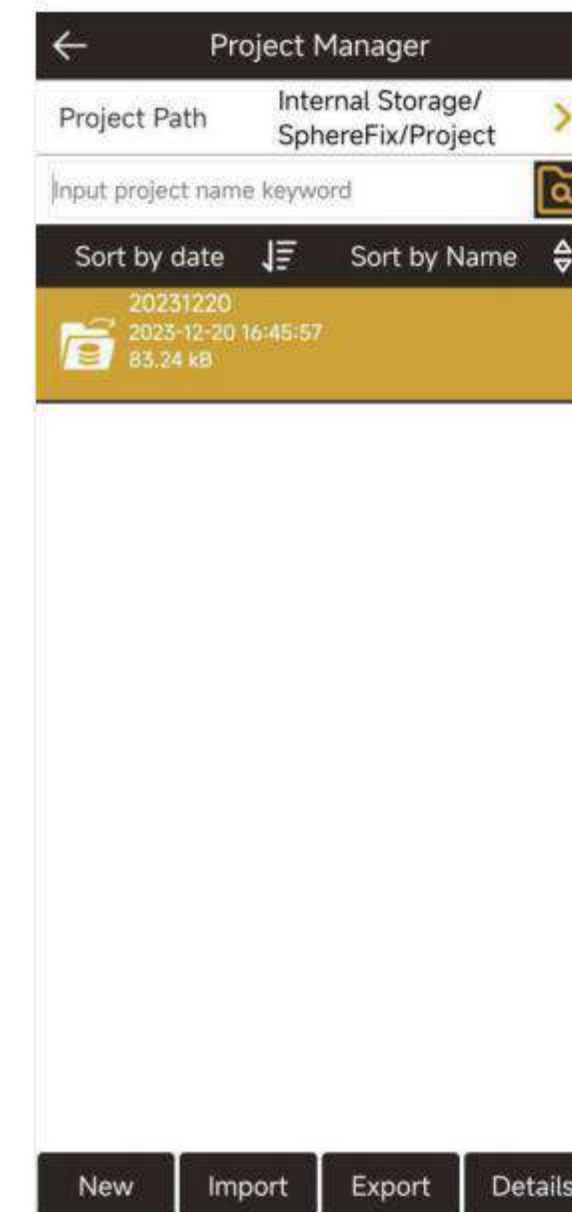 Project Manager
Project Path
Internal Storage/
SphereFix/Project
Input project name keyword
Sort by date Sort by Name
20231220
2023-12-20 16:45:57
83.24 kB
New Import Export Details